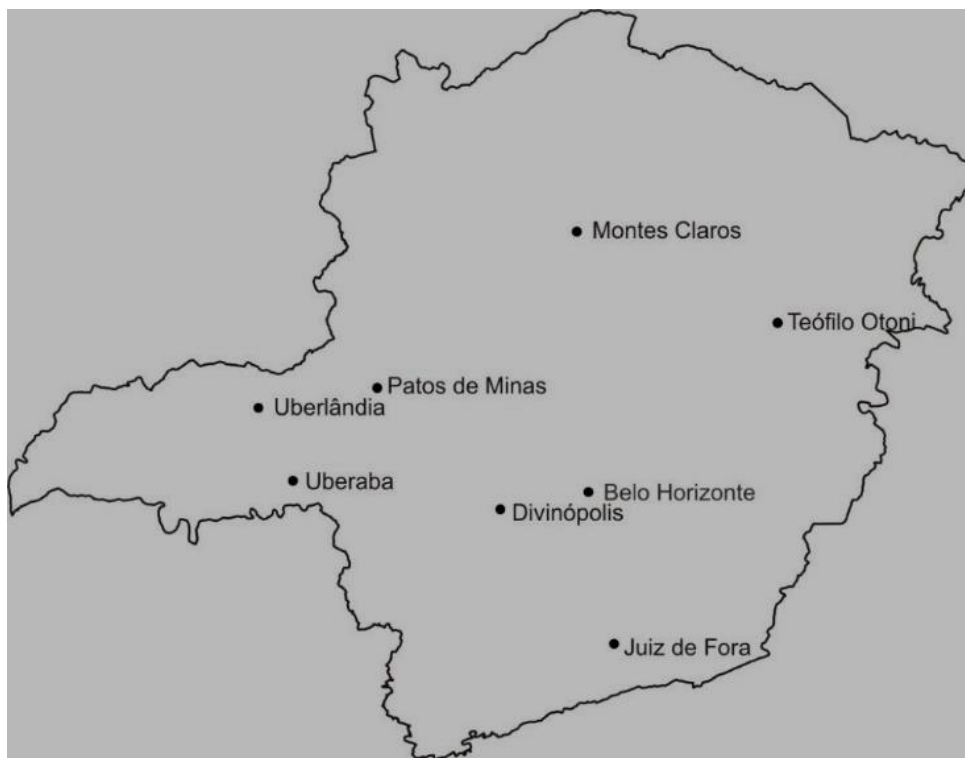 Montes Claros
Teófilo Otoni
Patos de Minas
Uberlândia
Uberaba
Belo Horizonte
Divinópolis
Juiz de Fora